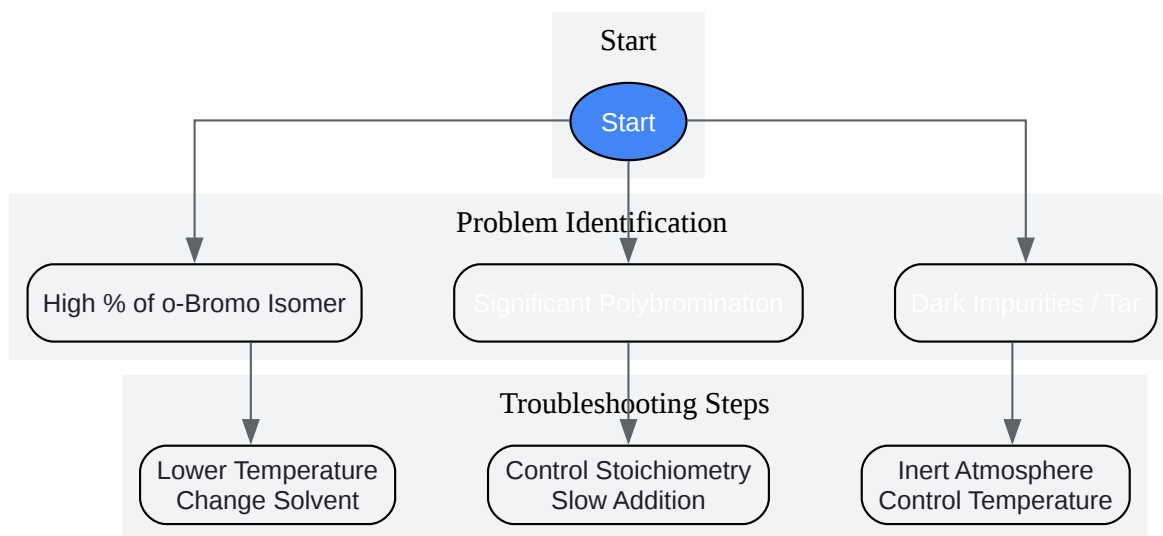 Start
Start
Problem Identification
High % of o-Bromo Isomer
Significant Polybromination
Dark Impurities / Tar
Troubleshooting Steps
Lower Temperature
Change Solvent
Control Stoichiometry
Slow Addition
Inert Atmosphere
Control Temperature